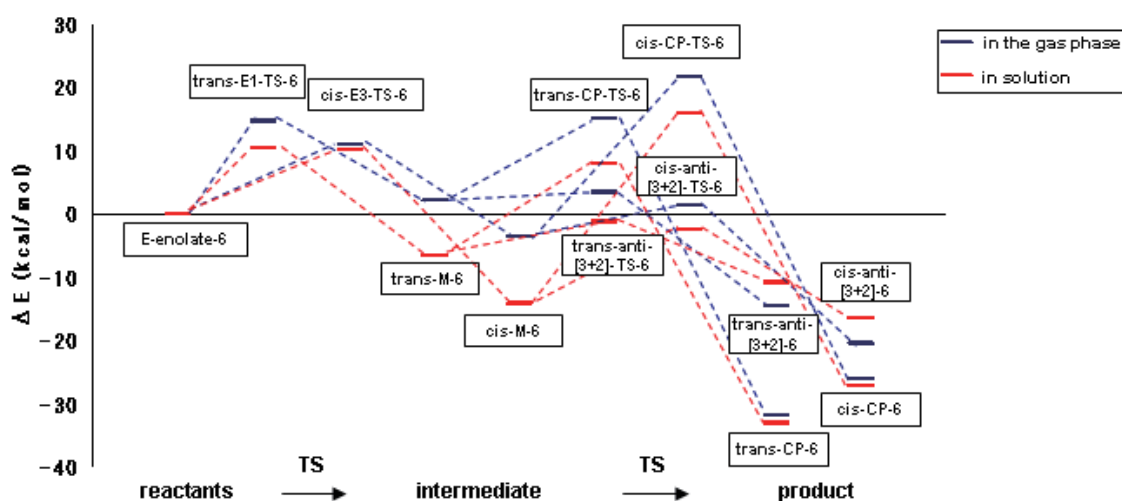 30
20
10
0
-10
-20
-30
-40
ΔE (kcal/mol)
cis-CP-TS-6
in the gas phase
in solution
trans-E1-TS-6
cis-E3-TS-6
trans-CP-TS-6
cis-anti-
[3+2]-TS-6
E-enolate-6
trans-anti-
[3+2]-TS-6
trans-M-6
cis-anti-
[3+2]-6
cis-M-6
trans-anti-
[3+2]-6
cis-CP-6
trans-CP-6
TS
TS
reactants
intermediate
product